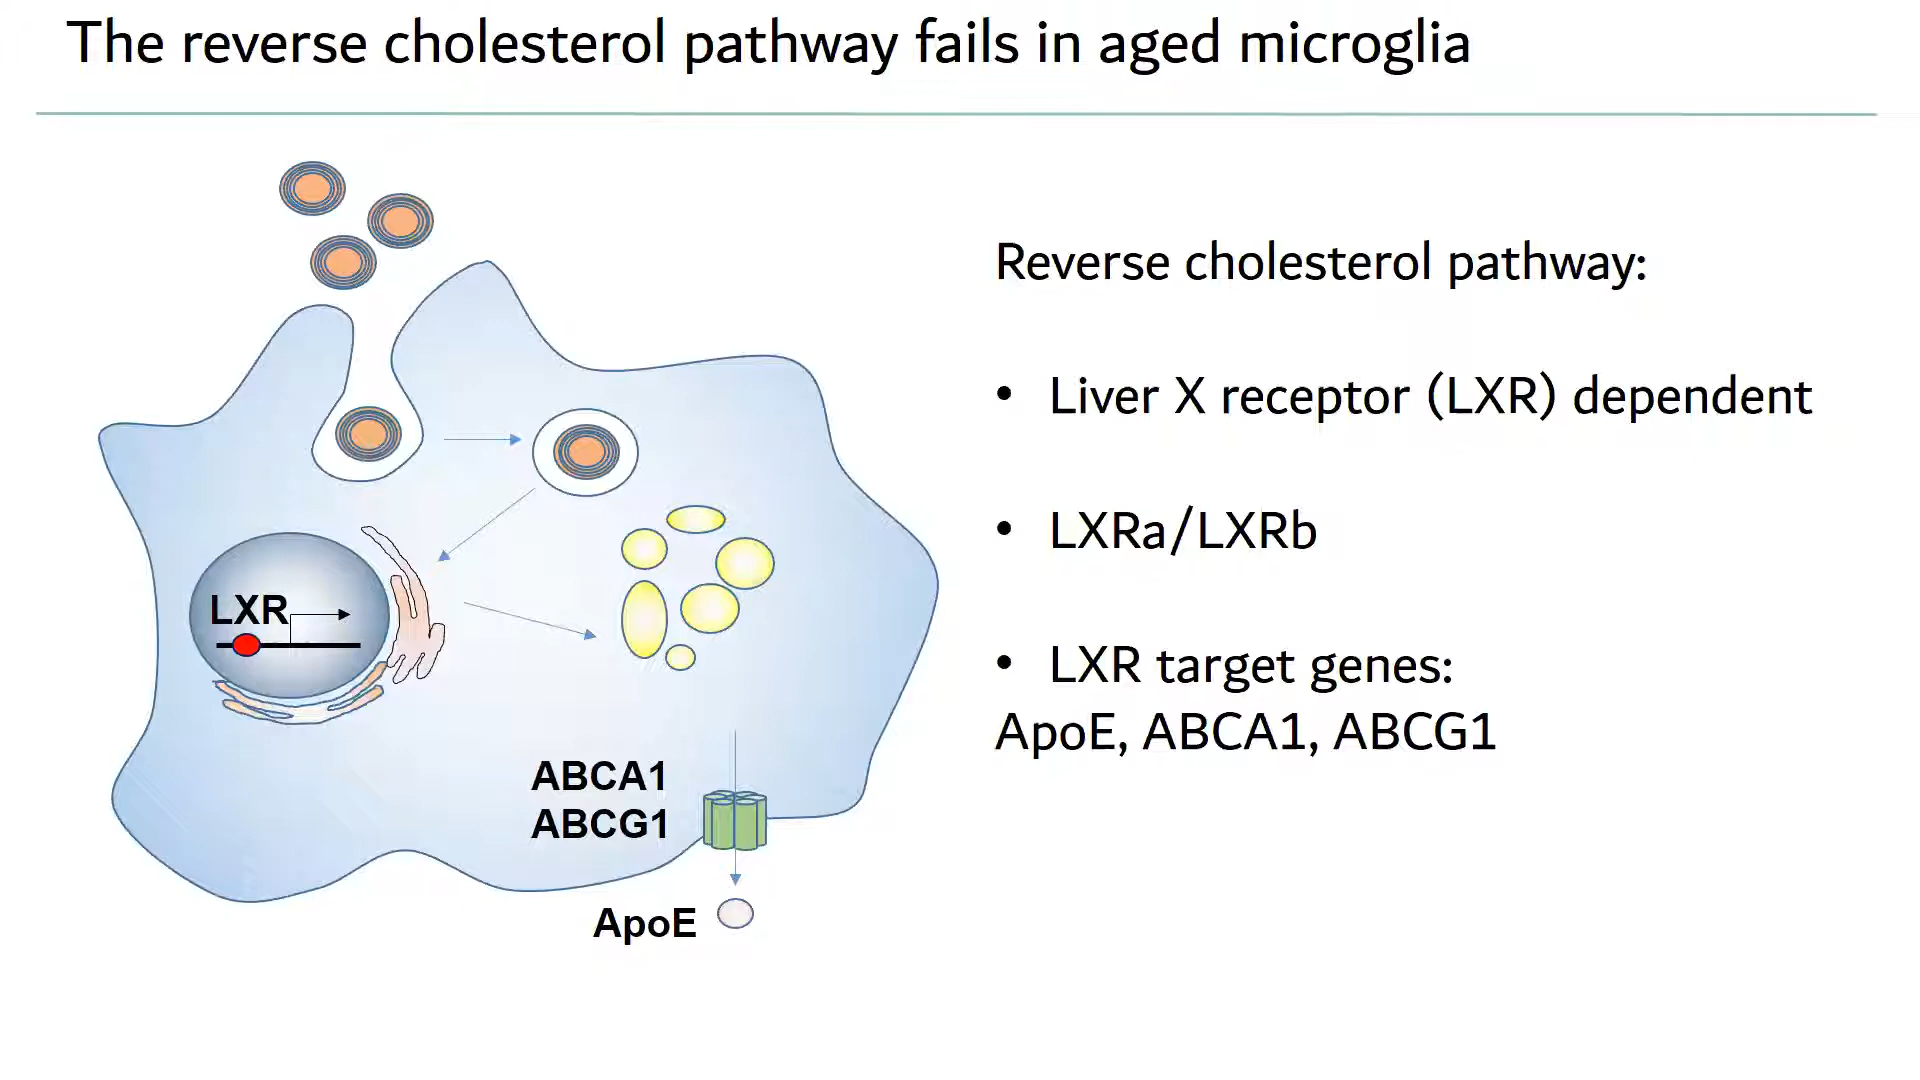 The reverse cholesterol pathway fails in aged microglia
Reverse cholesterol pathway:
• Liver X receptor (LXR) dependent
• LXRa/LXRb
• LXR target genes:
ApoE, ABCA1, ABCG1
LXR
ABCA1
ABCG1
ApoE